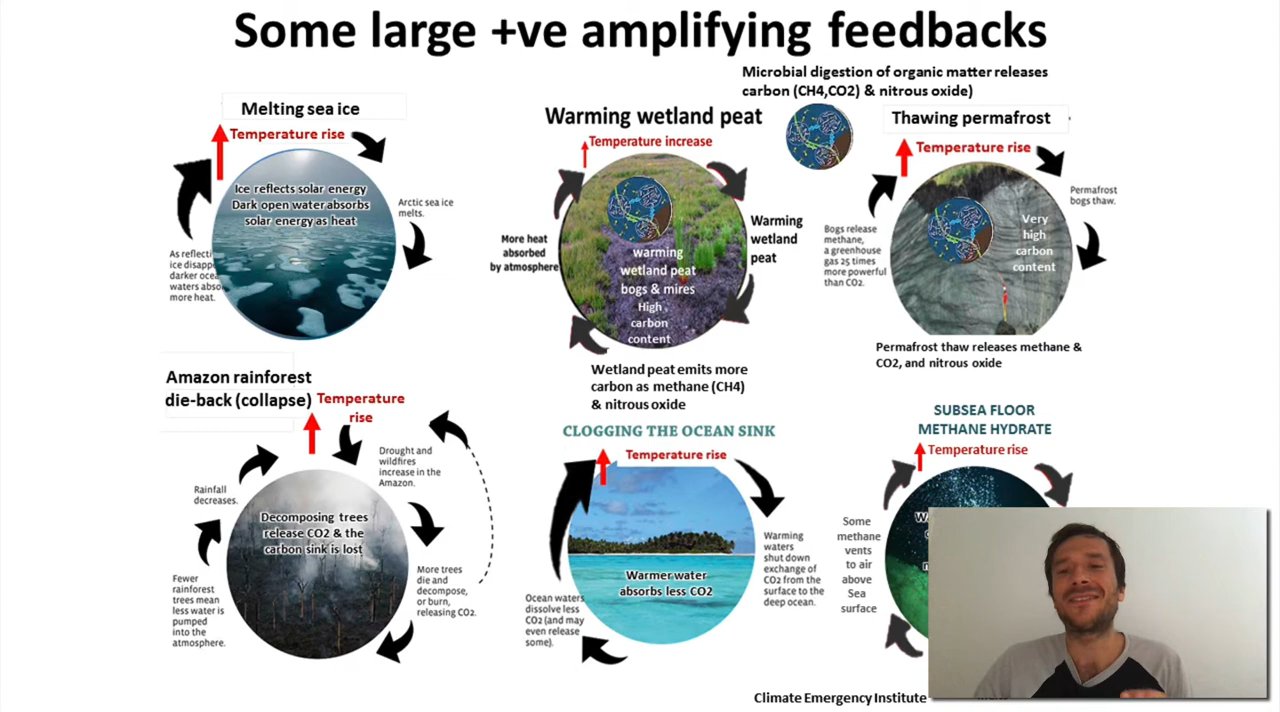 Some large +ve amplifying feedbacks
Microbial digestion of organic matter releases
carbon (CH4,CO2) & nitrous oxide)
Melting sea ice
Temperature rise
Ice reflects solar energy
Dark open water absorbs
solar energy as heat
Arctic sea ice
melts.
As reflecti
ice disapp
darker ocea
waters abso
more heat.
Warming wetland peat
Temperature increase
Warming
wetland
peat
More heat
absorbed
by atmosphere
warming
wetland peat
bogs & mires
High
carbon
content
Wetland peat emits more
carbon as methane (CH4)
& nitrous oxide
Thawing permafrost
Temperature rise
Permafrost
bogs thaw.
Very
high
carbon
content
Bogs release
methane,
a greenhouse
gas 25 times
more powerful
than CO2.
Permafrost thaw releases methane &
CO2, and nitrous oxide
Amazon rainforest
die-back (collapse)
Temperature
rise
Drought and
wildfires
increase in the
Amazon.
Rainfall
decreases.
Decomposing trees
release CO2 & the
carbon sink is lost
More trees
die and
decompose,
or burn,
releasing CO2.
Fewer
rainforest
trees mean
less water is
pumped
into the
atmosphere.
CLOGGING THE OCEAN SINK
Temperature rise
Warming
waters
shut down
exchange of
CO2 from the
surface to the
deep ocean.
Warmer water
absorbs less CO2
Ocean waters
dissolve less
CO2 (and may
even release
some).
SUBSEA FLOOR
METHANE HYDRATE
Temperature rise
Some
methane
vents
to air
above
Sea
surface
Climate Emergency Institute